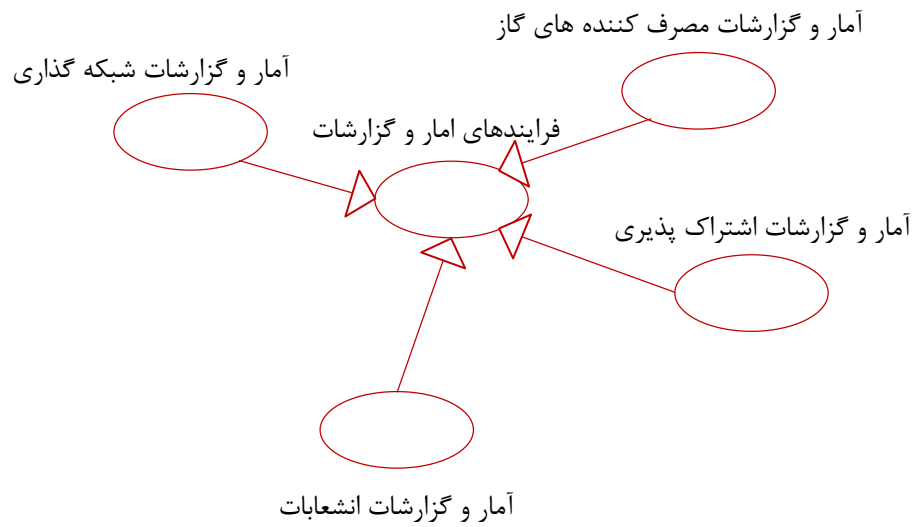 آمار و گزارشات مصرف کننده های گاز
آمار و گزارشات شبکه گذاری
فرایندهای امار و گزارشات
آمار و گزارشات اشتراک پذیری
آمار و گزارشات انشعابات